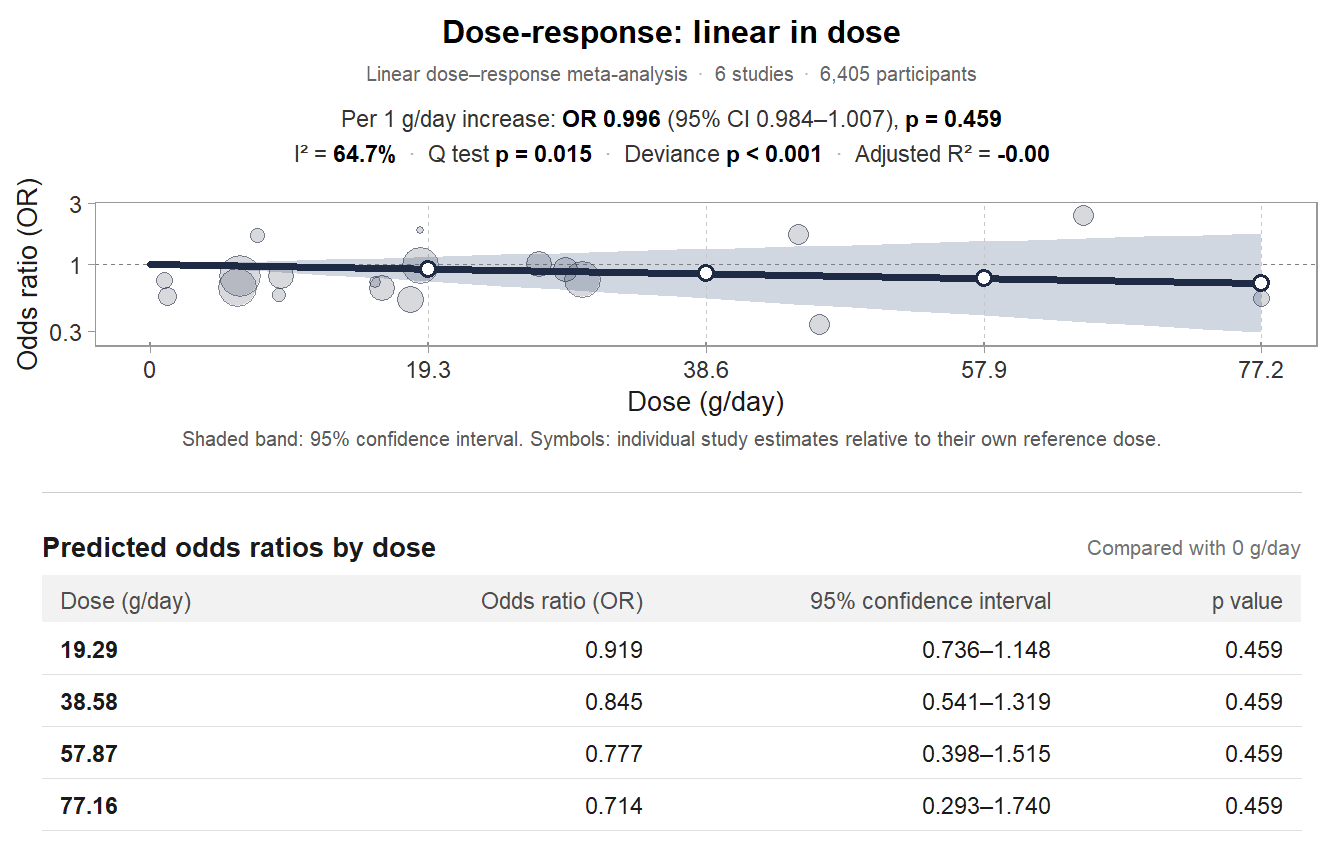 Dose-response: linear in dose
Linear dose–response meta-analysis · 6 studies · 6,405 participants
Per 1 g/day increase: OR 0.996 (95% CI 0.984–1.007), p = 0.459
I² = 64.7% · Q test p = 0.015 · Deviance p < 0.001 · Adjusted R² = -0.00
Odds ratio (OR)
3
1
0.3
0 19.3 38.6 57.9 77.2
Dose (g/day)
Shaded band: 95% confidence interval. Symbols: individual study estimates relative to their own reference dose.
Predicted odds ratios by dose Compared with 0 g/day
Dose (g/day) Odds ratio (OR) 95% confidence interval p value
19.29 0.919 0.736–1.148 0.459
38.58 0.845 0.541–1.319 0.459
57.87 0.777 0.398–1.515 0.459
77.16 0.714 0.293–1.740 0.459